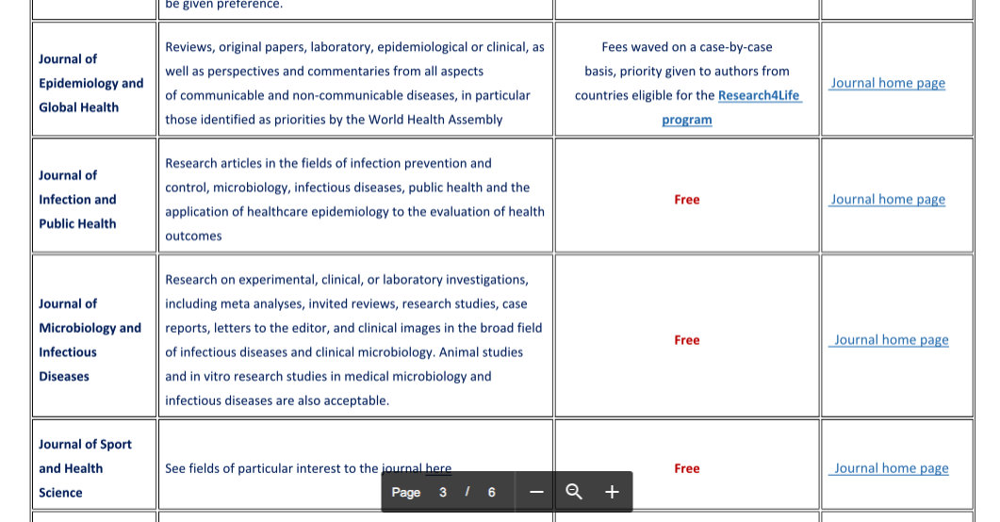 be given preference.
Journal of
Epidemiology and
Global Health
Reviews, original papers, laboratory, epidemiological or clinical, as
well as perspectives and commentaries from all aspects
of communicable and non-communicable diseases, in particular
those identified as priorities by the World Health Assembly
Fees waved on a case-by-case
basis, priority given to authors from
countries eligible for the Research4Life
program
Journal home page
Journal of
Infection and
Public Health
Research articles in the fields of infection prevention and
control, microbiology, infectious diseases, public health and the
application of healthcare epidemiology to the evaluation of health
outcomes
Free
Journal home page
Journal of
Microbiology and
Infectious
Diseases
Research on experimental, clinical, or laboratory investigations,
including meta analyses, invited reviews, research studies, case
reports, letters to the editor, and clinical images in the broad field
of infectious diseases and clinical microbiology. Animal studies
and in vitro research studies in medical microbiology and
infectious diseases are also acceptable.
Free
Journal home page
Journal of Sport
and Health
Science
See fields of particular interest to the journal here
Free
Journal home page
Page 3 / 6